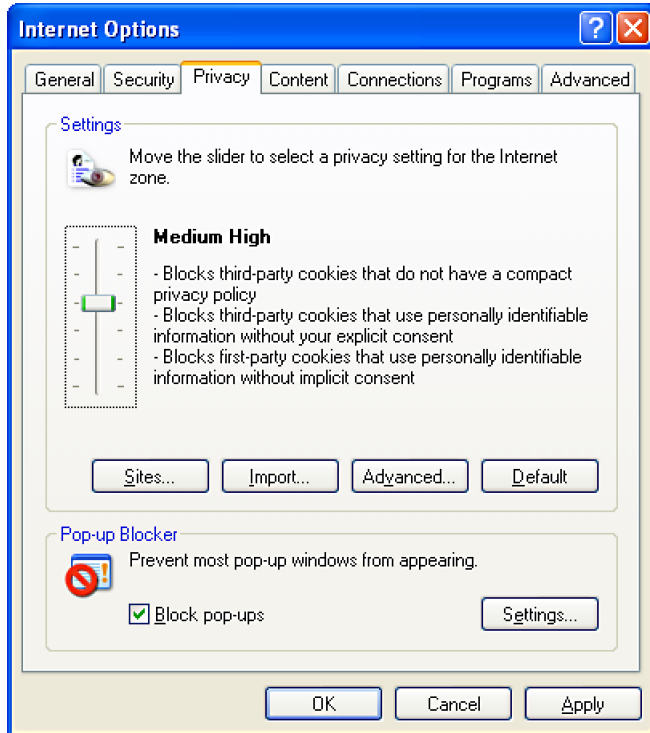 Internet Options
General Security Privacy Content Connections Programs Advanced
Settings
Move the slider to select a privacy setting for the Internet
zone.
Medium High
- Blocks third-party cookies that do not have a compact
privacy policy
- Blocks third-party cookies that use personally identifiable
information without your explicit consent
- Blocks first-party cookies that use personally identifiable
information without implicit consent
Sites... Import... Advanced... Default
Pop-up Blocker
Prevent most pop-up windows from appearing.
Block pop-ups Settings...
OK Cancel Apply